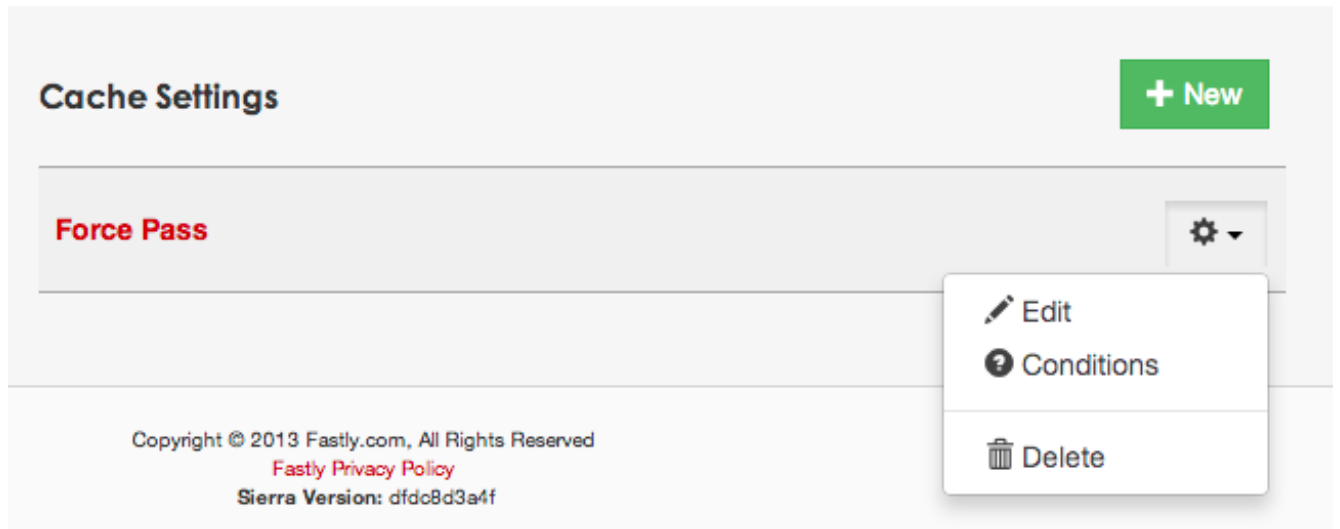 Cache Settings
+ New
Force Pass
Edit
Conditions
Delete
Copyright © 2013 Fastly.com, All Rights Reserved
Fastly Privacy Policy
Sierra Version: dfdc8d3a4f